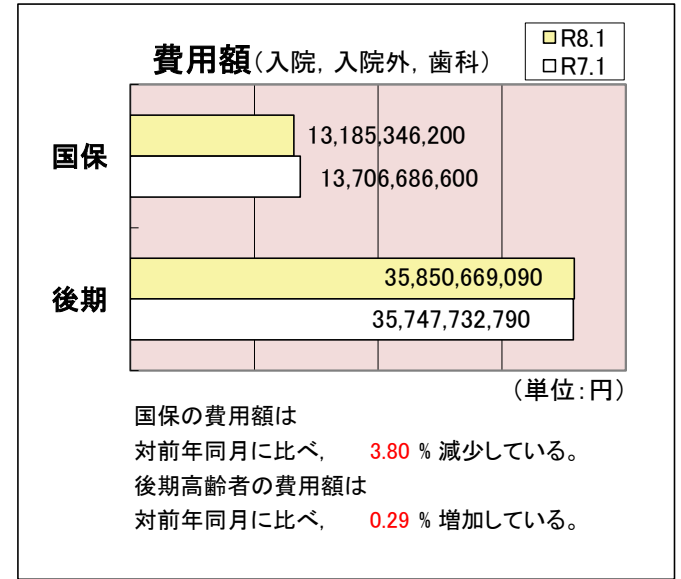 費用額(入院, 入院外, 歯科)
R8.1
R7.1
国保
13,185,346,200
13,706,686,600
後期
35,850,669,090
35,747,732,790
(単位:円)
国保の費用額は
対前年同月に比べ, 3.80 % 減少している。
後期高齢者の費用額は
対前年同月に比べ, 0.29 % 増加している。